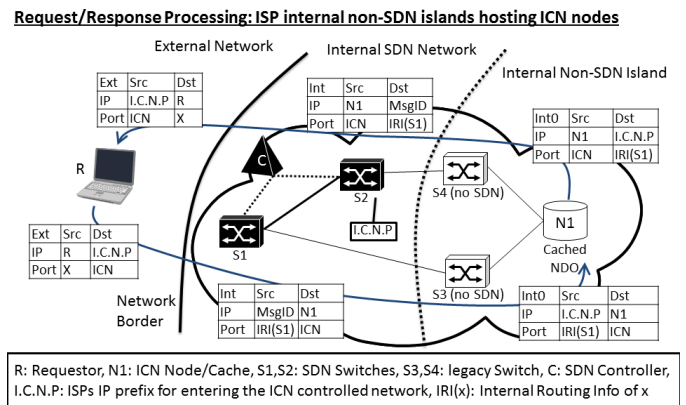 Request/Response Processing: ISP internal non-SDN islands hosting ICN nodes
External Network
Internal SDN Network
Internal Non-SDN Island
Ext Src Dst
IP I.C.N.P R
Port ICN X
Int Src Dst
IP N1 MsgID
Port ICN IRI(S1)
Int0 Src Dst
IP N1 I.C.N.P
Port ICN IRI(S1)
R
C
S2
S4 (no SDN)
I.C.N.P
N1
S1
Cached
NDO
S3 (no SDN)
Ext Src Dst
IP R I.C.N.P
Port X ICN
Network
Border
Int Src Dst
IP MsgID N1
Port IRI(S1) ICN
Int0 Src Dst
IP I.C.N.P N1
Port IRI(S1) ICN
R: Requestor, N1: ICN Node/Cache, S1,S2: SDN Switches, S3,S4: legacy Switch, C: SDN Controller,
I.C.N.P: ISPs IP prefix for entering the ICN controlled network, IRI(x): Internal Routing Info of x